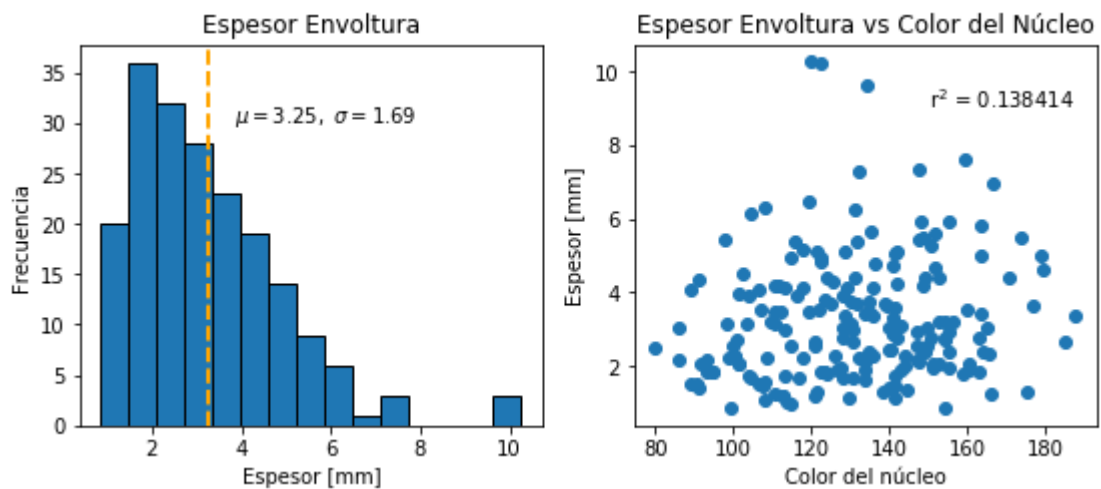 Espesor Envoltura
35
30
25
20
15
10
5
0
Frecuencia
μ = 3.25, σ = 1.69
2 4 6 8 10
Espesor [mm]
Espesor Envoltura vs Color del Núcleo
10
8
6
4
2
Espesor [mm]
r² = 0.138414
80 100 120 140 160 180
Color del núcleo